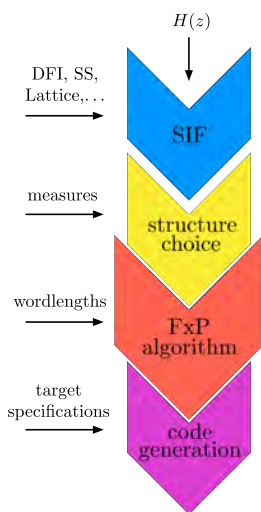 H(z)
DFI, SS,
Lattice,...
SIF
measures
structure
choice
wordlengths
FxP
algorithm
target
specifications
code
generation